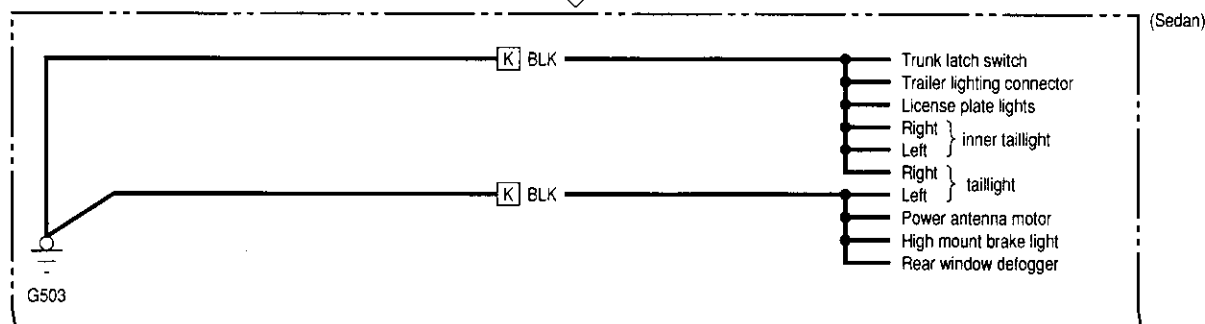 (Sedan)
K BLK
Trunk latch switch
Trailer lighting connector
License plate lights
Right
Left
} inner taillight
Right
Left
} taillight
K BLK
Power antenna motor
High mount brake light
Rear window defogger
G503